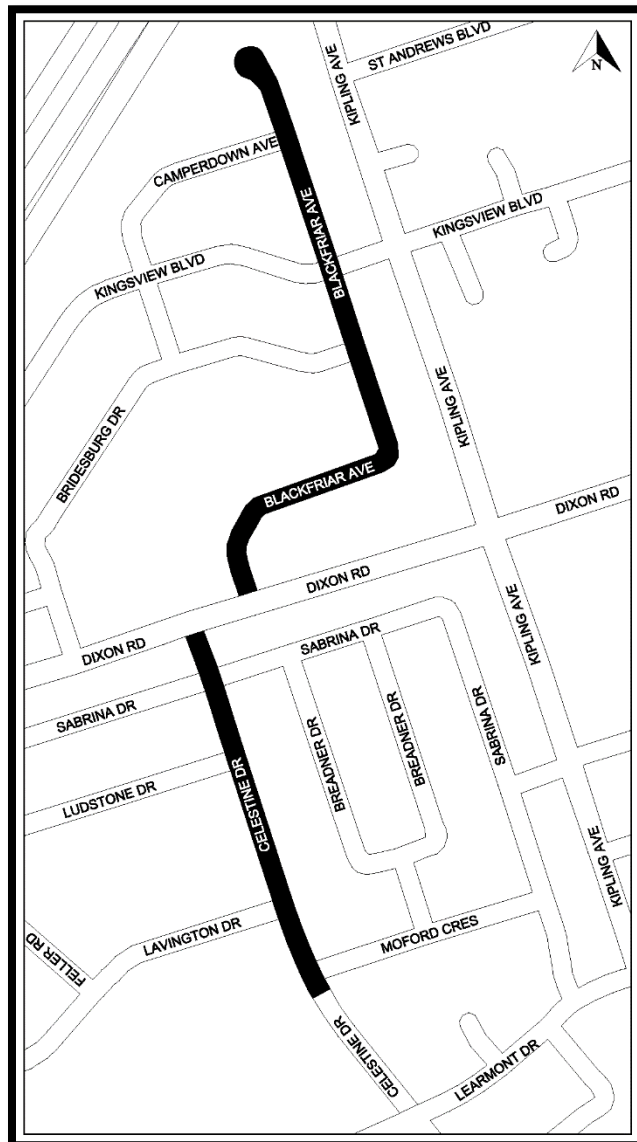 ST ANDREWS BLVD
KIPLING AVE
N
CAMPERDOWN AVE
BLACKFRIAR AVE
KINGSVIEW BLVD
KINGSVIEW BLVD
KIPLING AVE
BRIDESBURG DR
BLACKFRIAR AVE
DIXON RD
DIXON RD
DIXON RD
SABRINA DR
KIPLING AVE
SABRINA DR
SABRINA DR
BREADNER DR
BREADNER DR
LUDSTONE DR
CELESTINE DR
KIPLING AVE
LAVINGTON DR
MOFORD CRES
FELLER RD
CELESTINE DR
LEARMONT DR